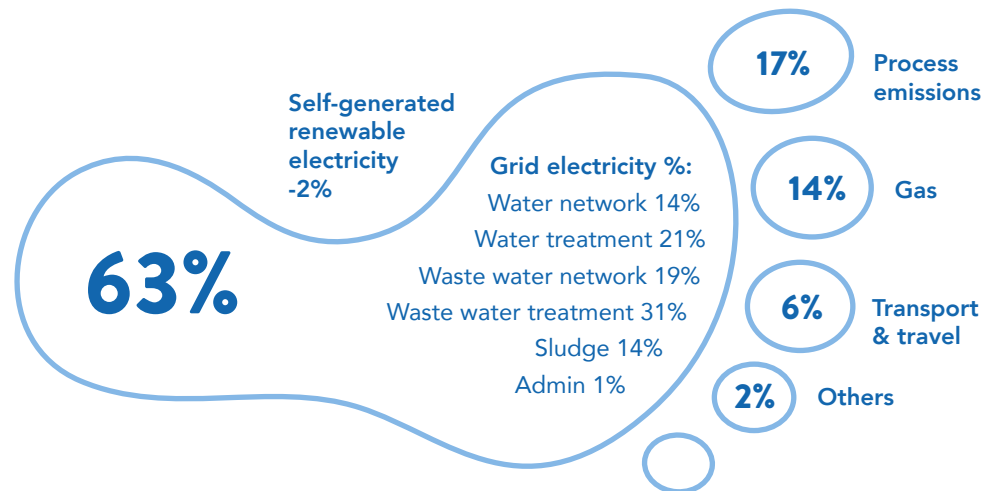 Self-generated
renewable
electricity
-2%
63%
Grid electricity %:
Water network 14%
Water treatment 21%
Waste water network 19%
Waste water treatment 31%
Sludge 14%
Admin 1%
17%
Process
emissions
14%
Gas
6%
Transport
& travel
2%
Others